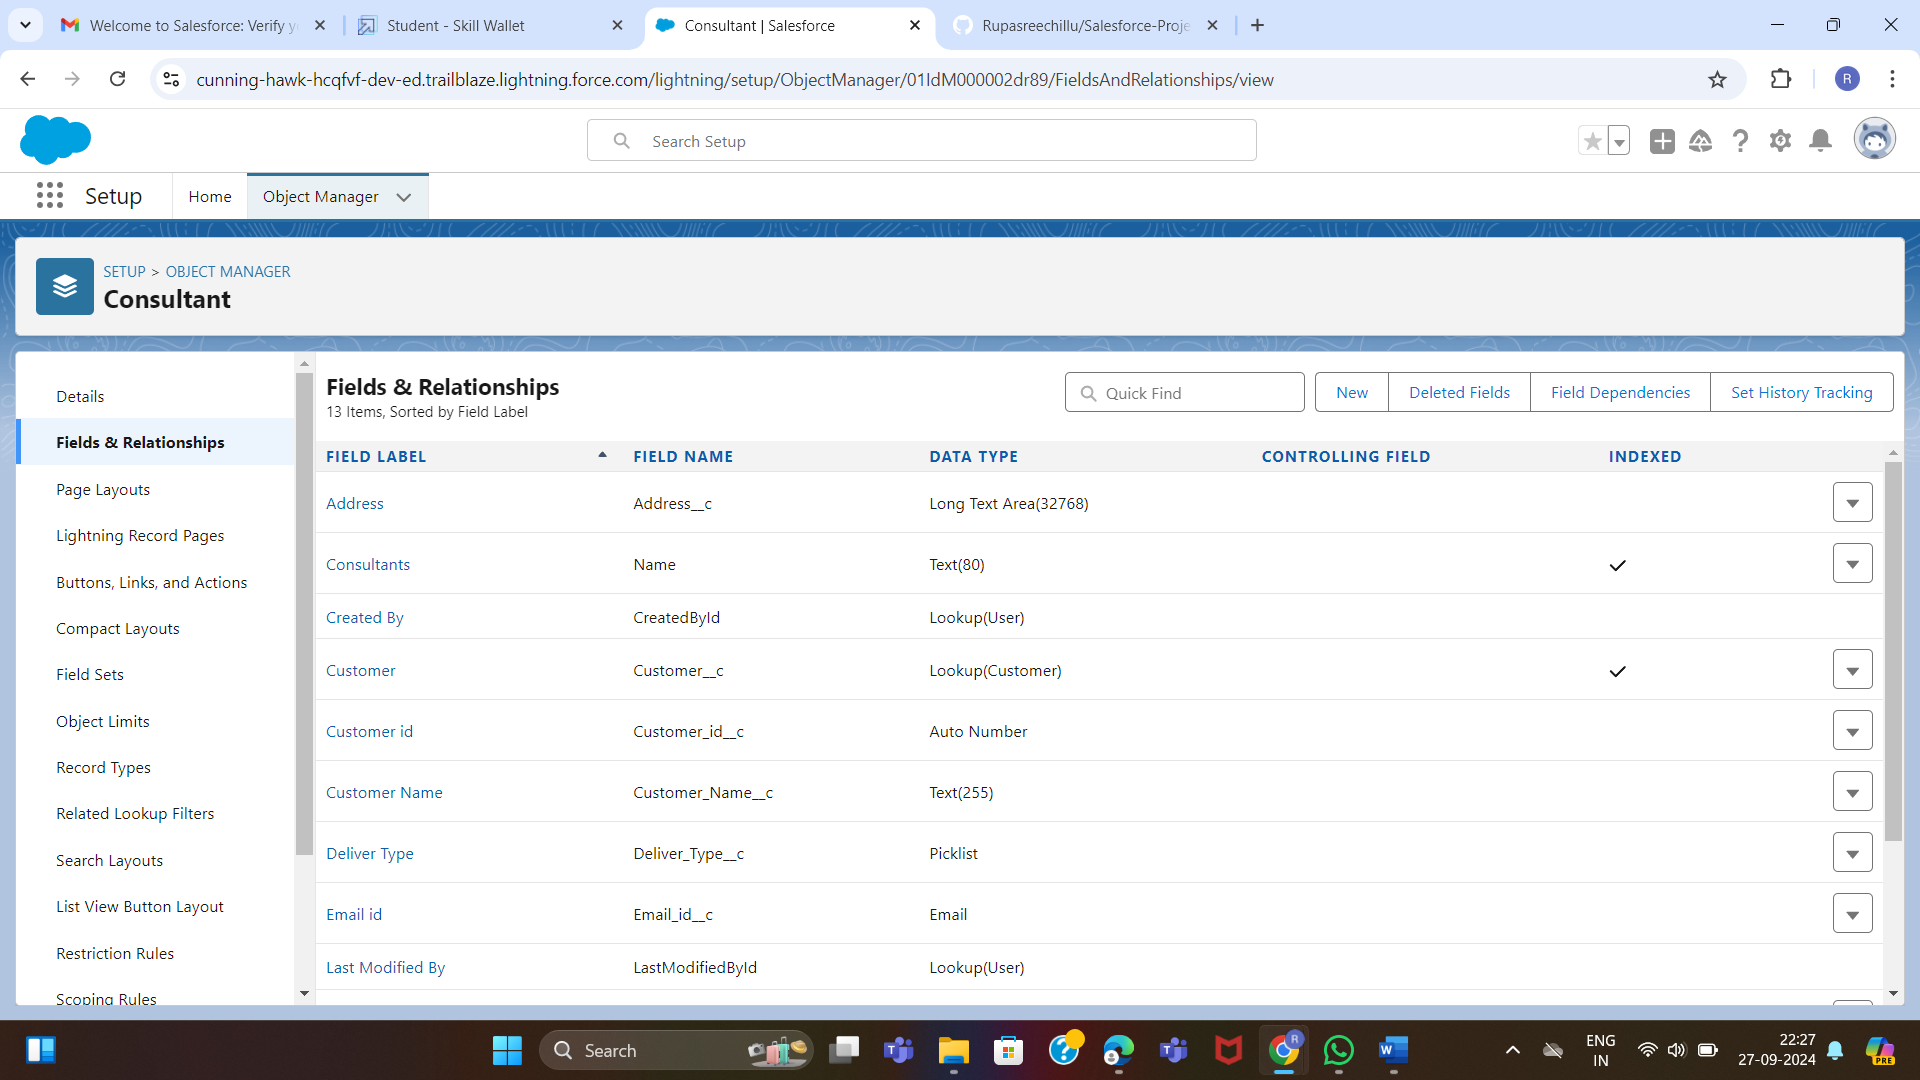 Welcome to Salesforce: Verify y
Student - Skill Wallet
Consultant | Salesforce
Rupasreechillu/Salesforce-Proje
cunning-hawk-hcqfvf-dev-ed.trailblaze.lightning.force.com/lightning/setup/ObjectManager/01IdM000002dr89/FieldsAndRelationships/view
R
Search Setup
Setup
Home
Object Manager
SETUP > OBJECT MANAGER
Consultant
Details
Fields & Relationships
Page Layouts
Lightning Record Pages
Buttons, Links, and Actions
Compact Layouts
Field Sets
Object Limits
Record Types
Related Lookup Filters
Search Layouts
List View Button Layout
Restriction Rules
Scoping Rules
Fields & Relationships
13 Items, Sorted by Field Label
Quick Find
New
Deleted Fields
Field Dependencies
Set History Tracking
FIELD LABEL FIELD NAME DATA TYPE CONTROLLING FIELD INDEXED
Address Address__c Long Text Area(32768)
Consultants Name Text(80)
Created By CreatedById Lookup(User)
Customer Customer__c Lookup(Customer)
Customer id Customer_id__c Auto Number
Customer Name Customer_Name__c Text(255)
Deliver Type Deliver_Type__c Picklist
Email id Email_id__c Email
Last Modified By LastModifiedById Lookup(User)
Search
R
ENG
IN
22:27
27-09-2024
PRE